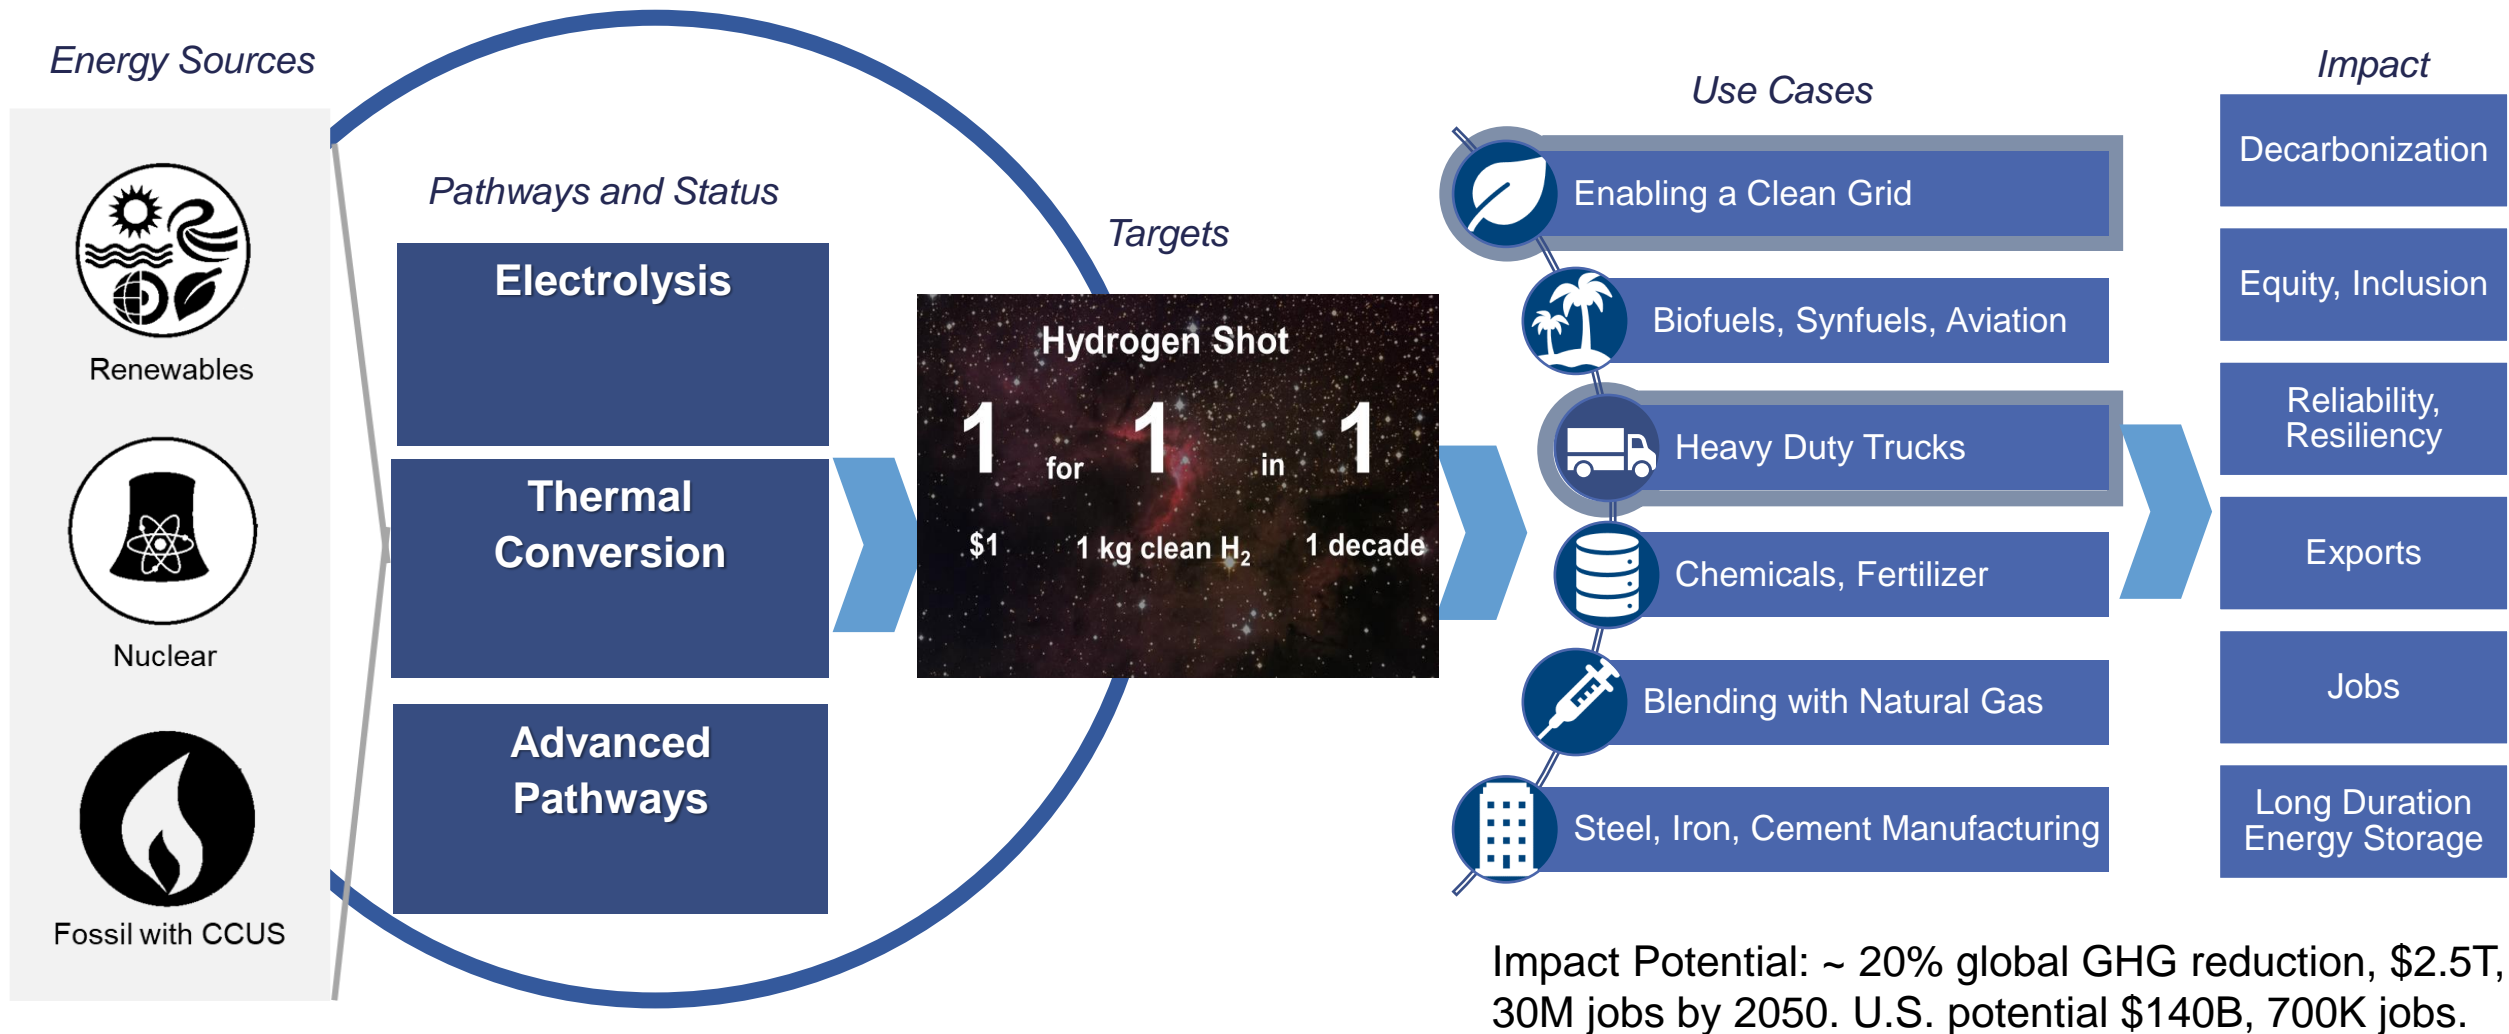 Energy Sources
Renewables
Nuclear
Fossil with CCUS
Pathways and Status
Electrolysis
Thermal
Conversion
Advanced
Pathways
Targets
Hydrogen Shot
1 for 1 in 1
$1 1 kg clean H₂ 1 decade
Use Cases
Enabling a Clean Grid
Biofuels, Synfuels, Aviation
Heavy Duty Trucks
Chemicals, Fertilizer
Blending with Natural Gas
Steel, Iron, Cement Manufacturing
Impact
Decarbonization
Equity, Inclusion
Reliability,
Resiliency
Exports
Jobs
Long Duration
Energy Storage
Impact Potential: ~ 20% global GHG reduction, $2.5T,
30M jobs by 2050. U.S. potential $140B, 700K jobs.